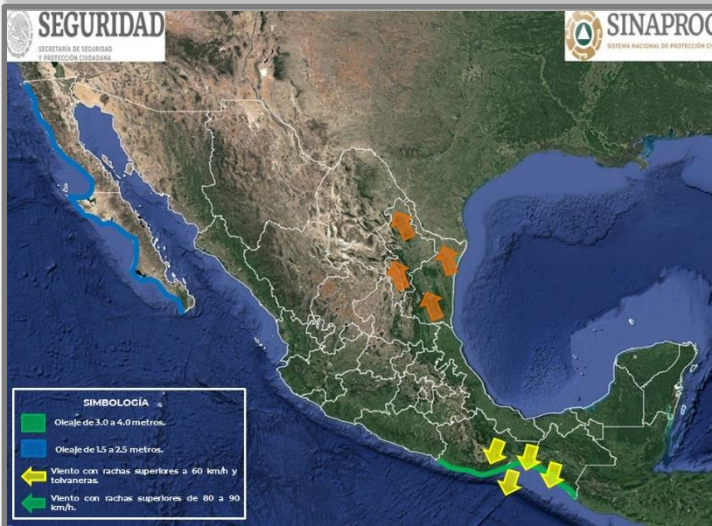 SEGURIDAD
SECRETARÍA DE SEGURIDAD
Y PROTECCIÓN CIUDADANA
SINAPROC
SISTEMA NACIONAL DE PROTECCIÓN CI
SIMBOLOGÍA
Oleaje de 3.0 a 4.0 metros.
Oleaje de 1.5 a 2.5 metros.
Viento con rachas superiores a 60 km/h y
tolvaneras.
Viento con rachas superiores de 80 a 90
km/h.